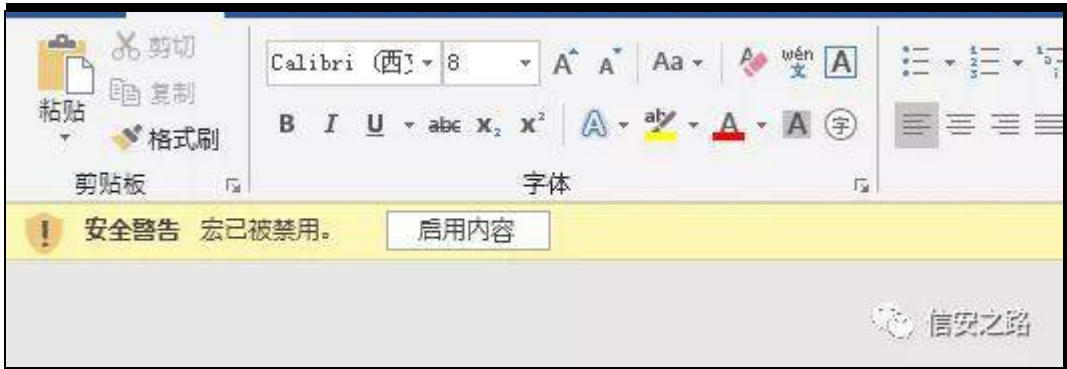 剪切
复制
粘贴
格式刷
剪贴板
Calibri (西
8
A A Aa
wén
文
A
B I U abc X₂ X²
A
aby
A
A
字
字体
安全警告 宏已被禁用。 启用内容
信安之路